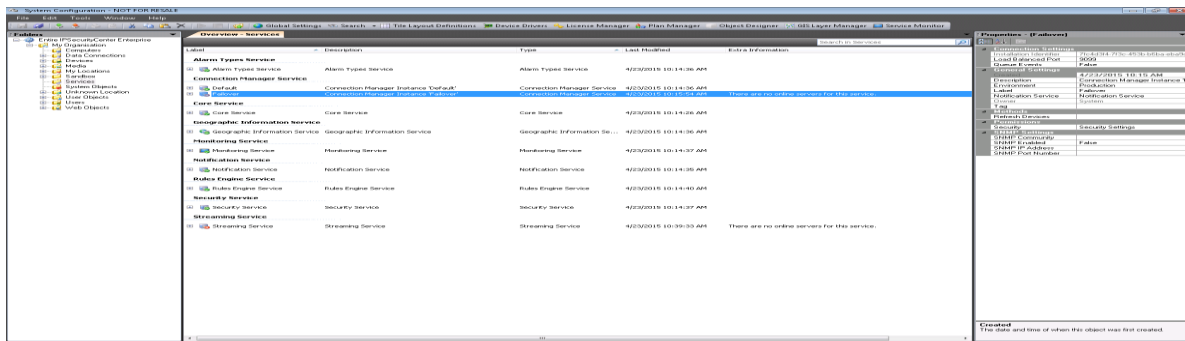 System Configuration - NOT FOR RESALE
File Edit Tools Window Help
Global Settings Search Tile Layout Definitions Device Drivers License Manager Plan Manager Object Designer GIS Layer Manager Service Monitor
Folders
Entire IPSecurityCenter Enterprise
My Organisation
Computers
Data Connections
Devices
Media
My Locations
Sandbox
Services
System Objects
Unknown Location
User Objects
Users
Web Objects
Overview - Services
Search in Services
Label Description Type Last Modified Extra Information
Alarm Types Service
Alarm Types Service Alarm Types Service Alarm Types Service 4/23/2015 10:14:36 AM
Connection Manager Service
Default Connection Manager Instance 'Default' Connection Manager Service 4/23/2015 10:14:36 AM
Failover Connection Manager Instance 'Failover' Connection Manager Service 4/23/2015 10:15:54 AM There are no online servers for this service.
Core Service
Core Service Core Service Core Service 4/23/2015 10:14:26 AM
Geographic Information Service
Geographic Information Service Geographic Information Service Geographic Information Se... 4/23/2015 10:14:36 AM
Monitoring Service
Monitoring Service Monitoring Service Monitoring Service 4/23/2015 10:14:37 AM
Notification Service
Notification Service Notification Service Notification Service 4/23/2015 10:14:35 AM
Rules Engine Service
Rules Engine Service Rules Engine Service Rules Engine Service 4/23/2015 10:14:40 AM
Security Service
Security Service Security Service Security Service 4/23/2015 10:14:37 AM
Streaming Service
Streaming Service Streaming Service Streaming Service 4/23/2015 10:39:33 AM There are no online servers for this service.
Properties - [Failover]
Connection Settings
Installation Identifier
Load Balanced Port 9099
Queue Events False
General Settings
4/23/2015 10:15 AM
Description Connection Manager Instance
Environment Production
Label Failover
Notification Service Notification Service
Owner System
Tag
Methods
Refresh Devices
Permissions
Security Security Settings
SNMP Settings
SNMP Community
SNMP Enabled False
SNMP IP Address
SNMP Port Number
Created
The date and time of when this object was first created.